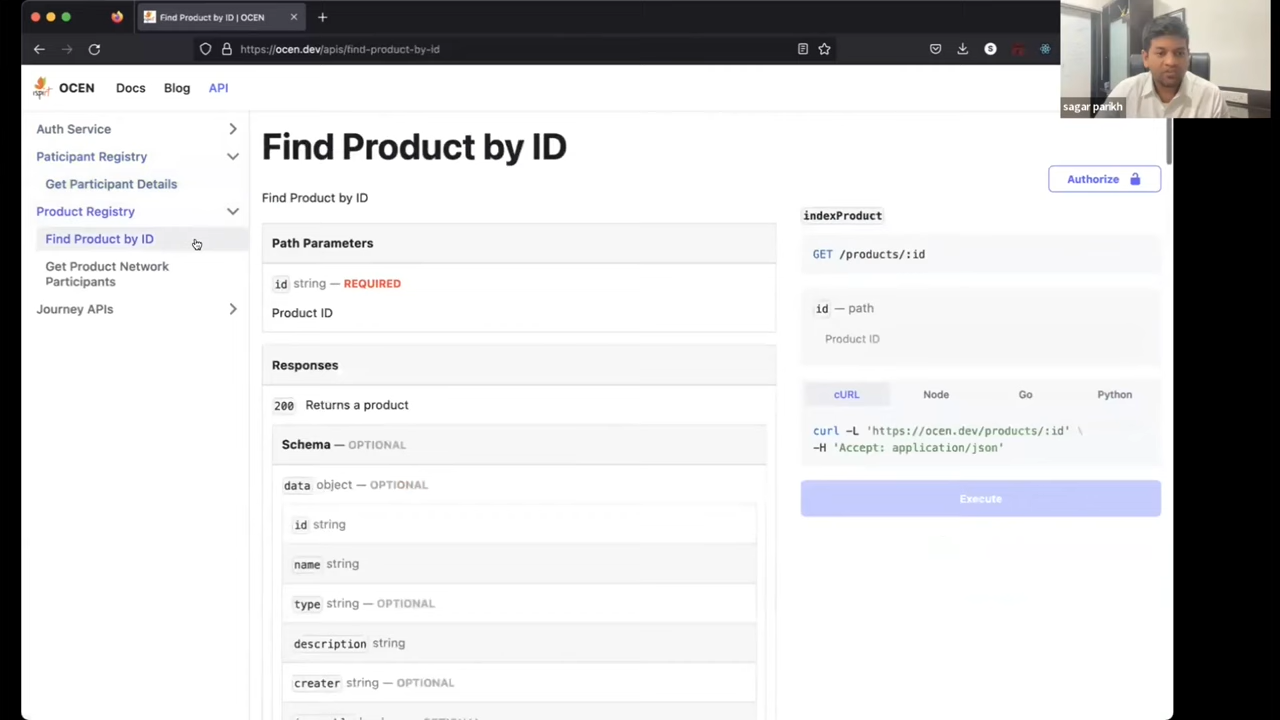 Find Product by ID | OCEN
https://ocen.dev/apis/find-product-by-id
S
sagar parikh
OCEN
Docs
Blog
API
Auth Service
Paticipant Registry
Get Participant Details
Product Registry
Find Product by ID
Get Product Network
Participants
Journey APIs
Find Product by ID
Find Product by ID
Path Parameters
id string — REQUIRED
Product ID
Responses
200 Returns a product
Schema — OPTIONAL
data object — OPTIONAL
id string
name string
type string — OPTIONAL
description string
creater string — OPTIONAL
Authorize
indexProduct
GET /products/:id
id — path
Product ID
cURL
Node
Go
Python
curl -L 'https://ocen.dev/products/:id' \
-H 'Accept: application/json'
Execute